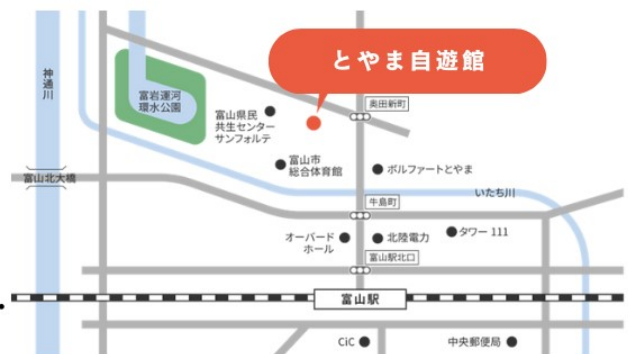 とやま自遊館
神通川
富岩運河
環水公園
富山県民
共生センター
サンフォルテ
奥田新町
富山市
総合体育館
ボルファートとやま
富山北大橋
いたち川
牛島町
オーバード
ホール
北陸電力
タワー 111
富山駅北口
富山駅
CiC
中央郵便局